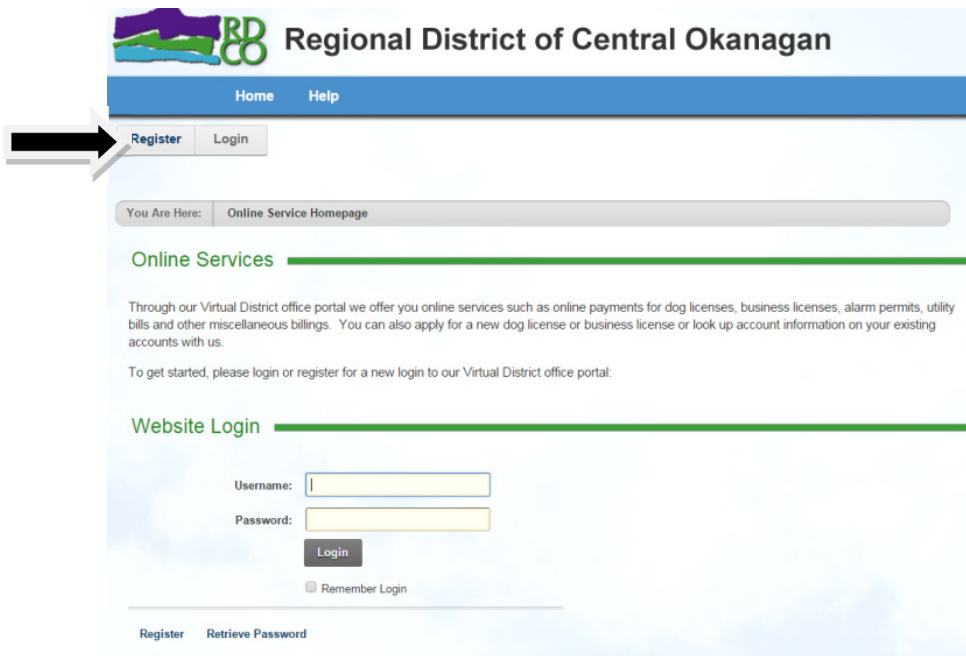 RD
CO
Regional District of Central Okanagan
Home Help
Register Login
You Are Here: Online Service Homepage
Online Services
Through our Virtual District office portal we offer you online services such as online payments for dog licenses, business licenses, alarm permits, utility
bills and other miscellaneous billings. You can also apply for a new dog license or business license or look up account information on your existing
accounts with us.
To get started, please login or register for a new login to our Virtual District office portal:
Website Login
Username:
Password:
Login
Remember Login
Register Retrieve Password